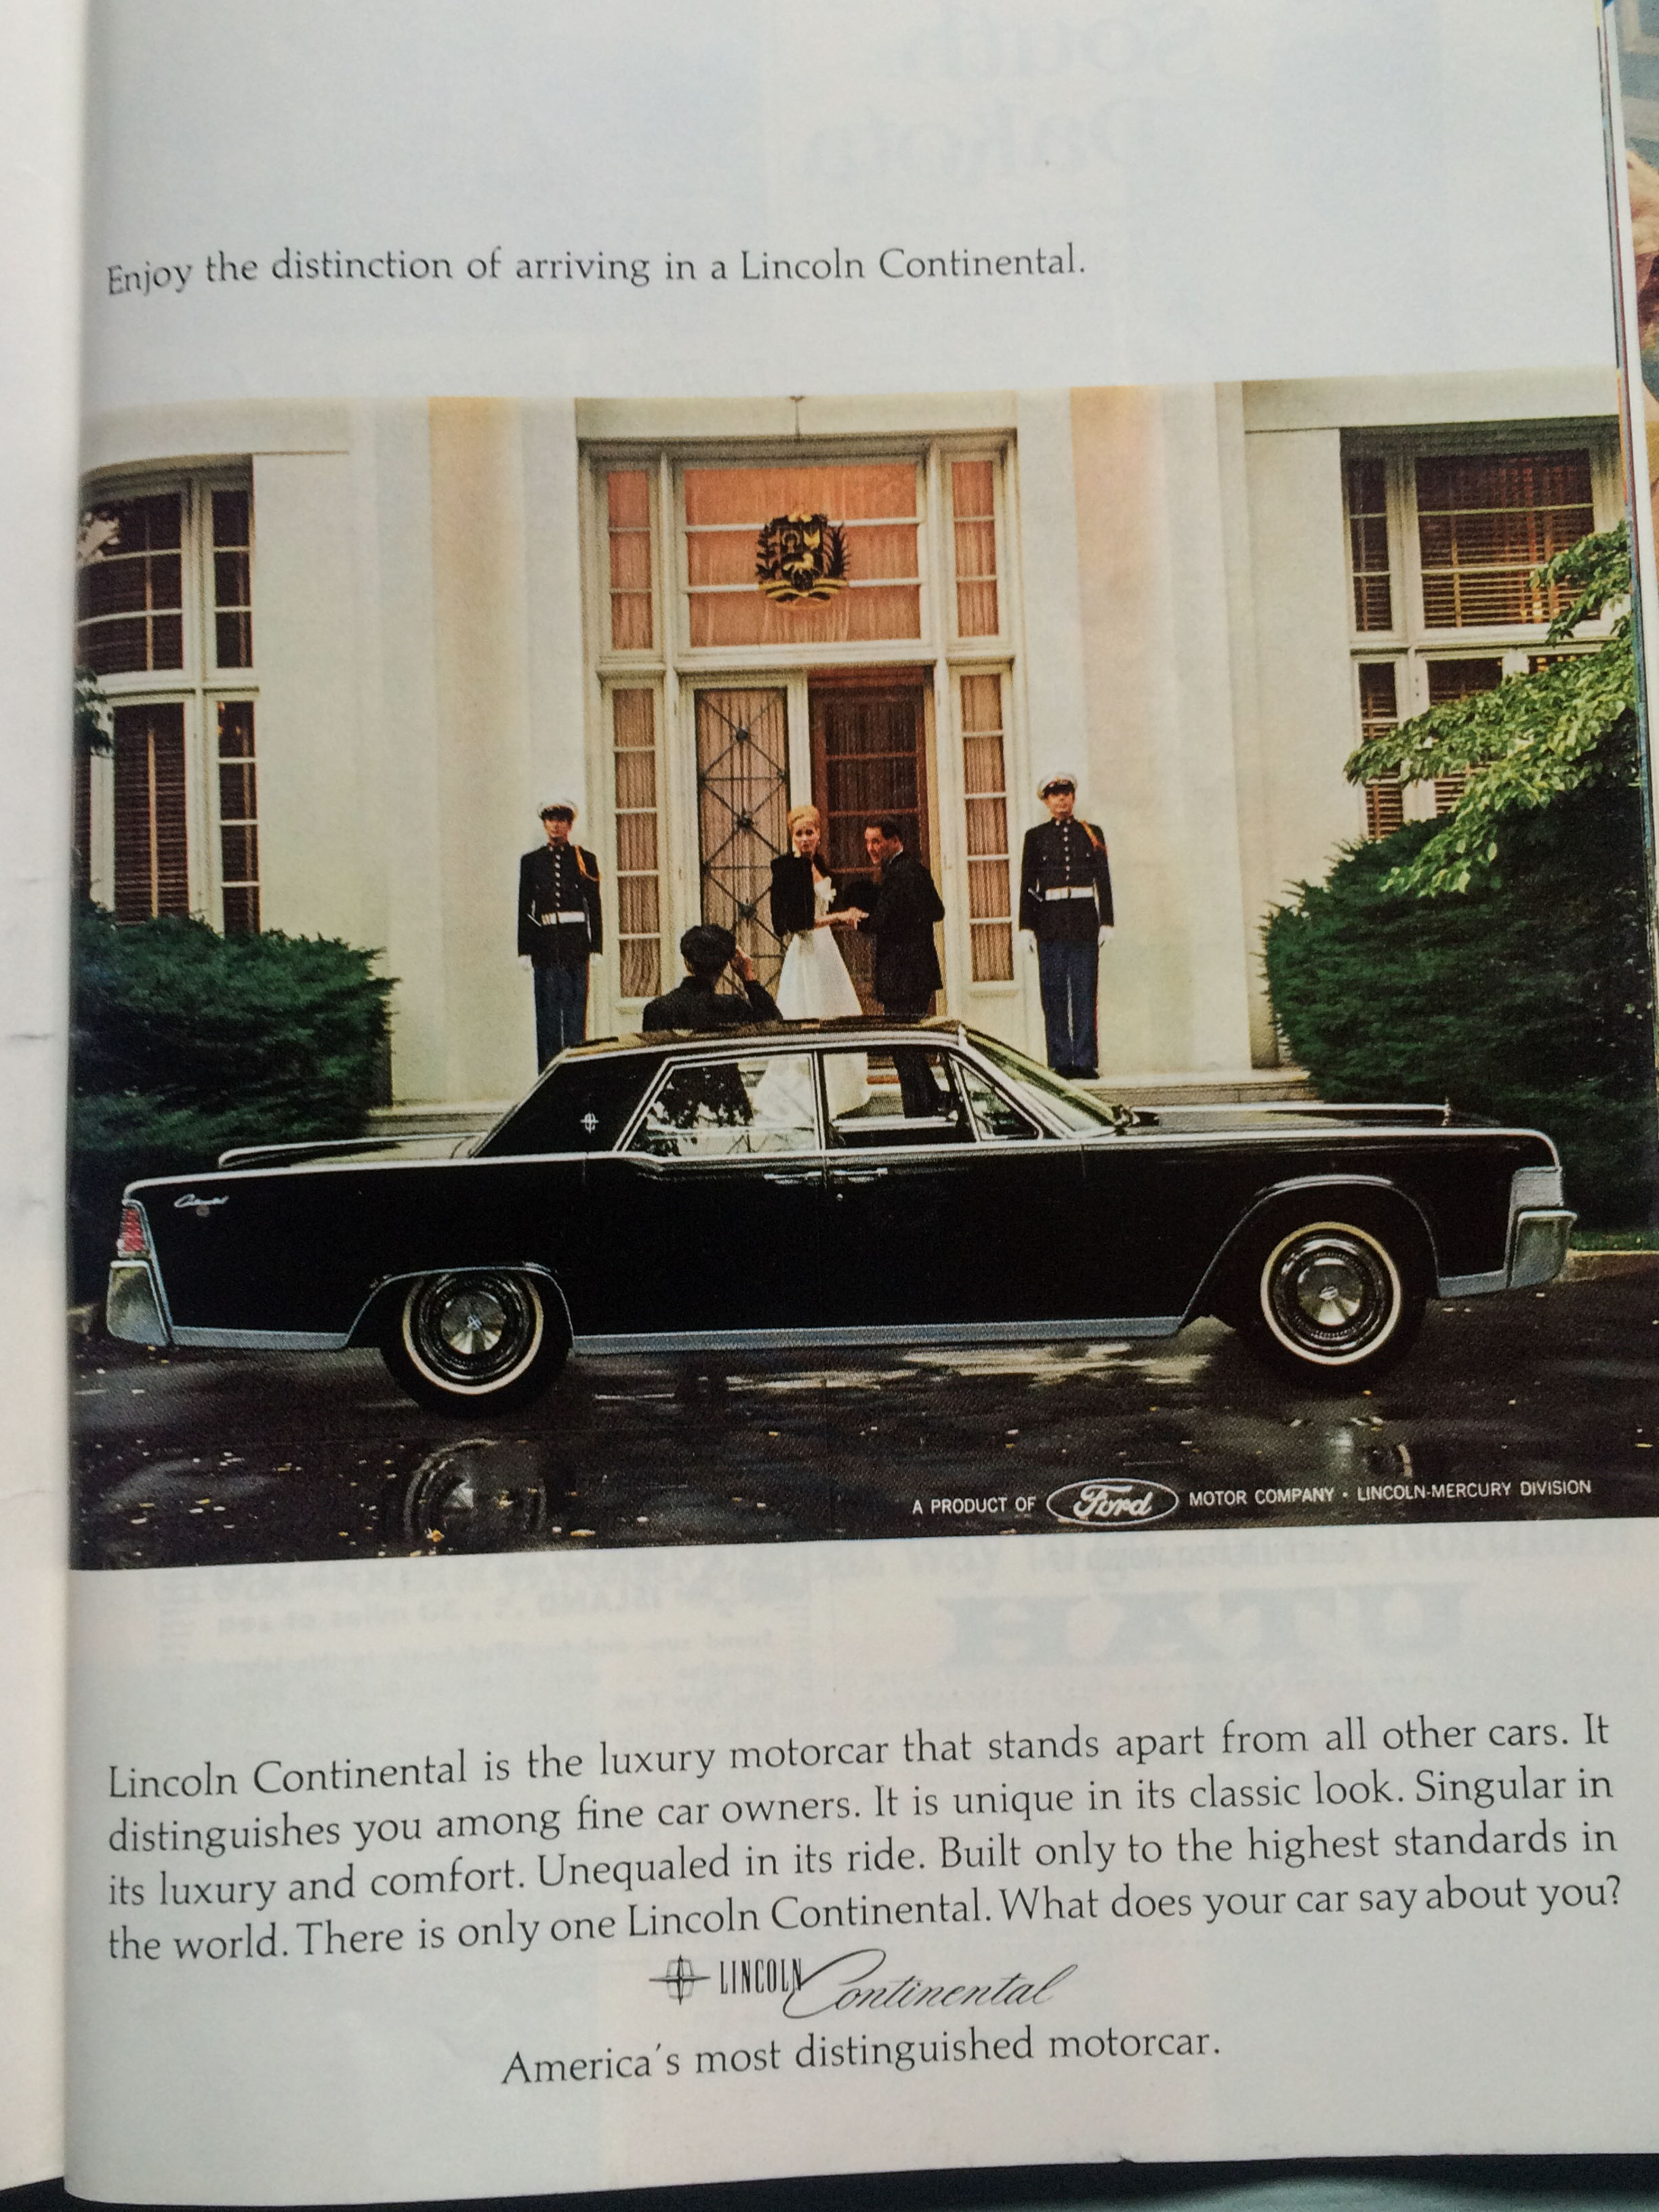 South
Dakota
Enjoy the distinction of arriving in a Lincoln Continental.
Continental
A PRODUCT OF Ford MOTOR COMPANY · LINCOLN-MERCURY DIVISION
UTAH
Lincoln Continental is the luxury motorcar that stands apart from all other cars. It
distinguishes you among fine car owners. It is unique in its classic look. Singular in
its luxury and comfort. Unequaled in its ride. Built only to the highest standards in
the world. There is only one Lincoln Continental. What does your car say about you?
LINCOLN Continental
America's most distinguished motorcar.